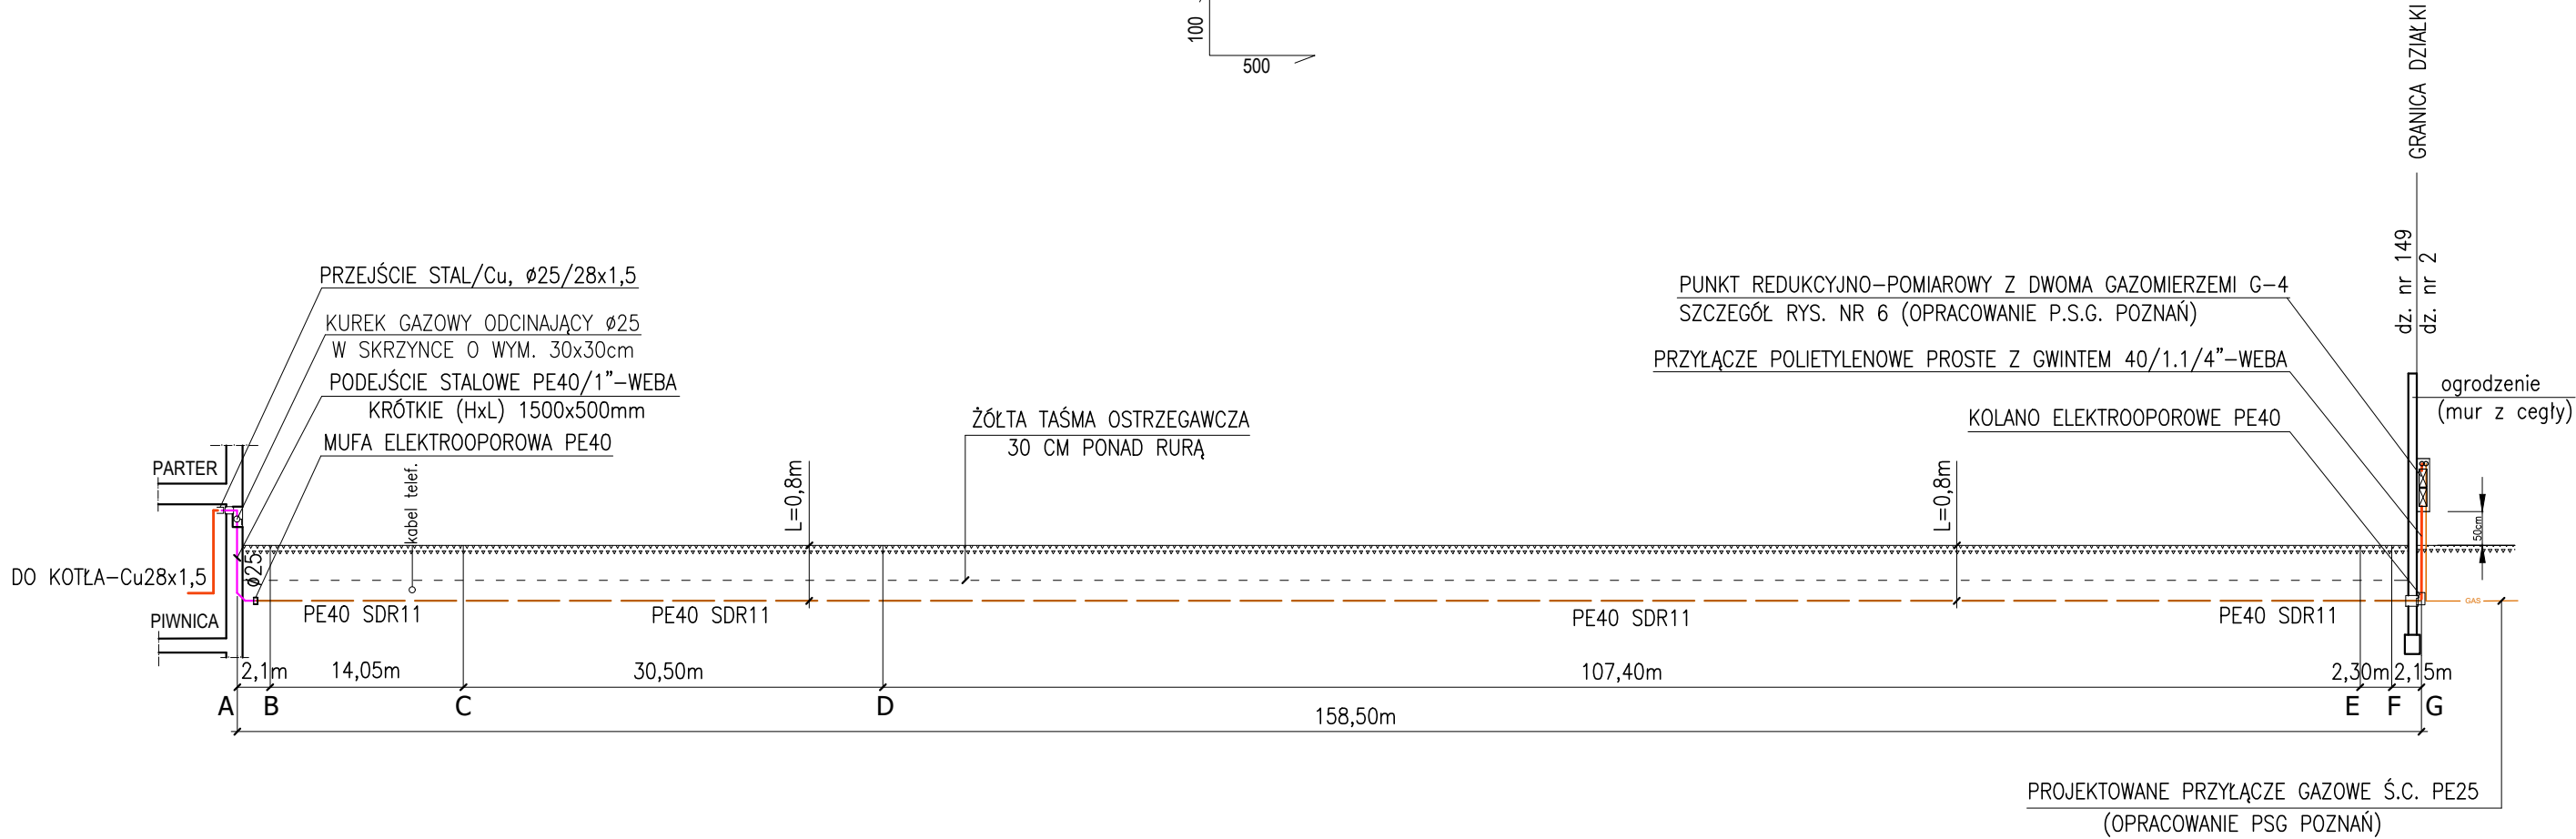 100
500
GRANICA DZIAŁKI
dz. nr 149
dz. nr 2
PRZEJŚCIE STAL/Cu, ø25/28x1,5
KUREK GAZOWY ODCINAJĄCY ø25
W SKRZYNCE O WYM. 30x30cm
PODEJŚCIE STALOWE PE40/1”-WEBA
KRÓTKIE (HxL) 1500x500mm
MUFA ELEKTROOPOROWA PE40
ŻÓŁTA TAŚMA OSTRZEGAWCZA
30 CM PONAD RURĄ
PUNKT REDUKCYJNO-POMIAROWY Z DWOMA GAZOMIERZEMI G-4
SZCZEGÓŁ RYS. NR 6 (OPRACOWANIE P.S.G. POZNAŃ)
PRZYŁĄCZE POLIETYLENOWE PROSTE Z GWINTEM 40/1.1/4”-WEBA
KOLANO ELEKTROOPOROWE PE40
ogrodzenie
(mur z cegły)
PARTER
kabel telef.
L=0,8m
L=0,8m
50cm
DO KOTŁA-Cu28x1,5
ø25
PIWNICA
PE40 SDR11
PE40 SDR11
PE40 SDR11
PE40 SDR11
GAS
2,1m
14,05m
30,50m
107,40m
2,30m
2,15m
A
B
C
D
E
F
G
158,50m
PROJEKTOWANE PRZYŁĄCZE GAZOWE Ś.C. PE25
(OPRACOWANIE PSG POZNAŃ)